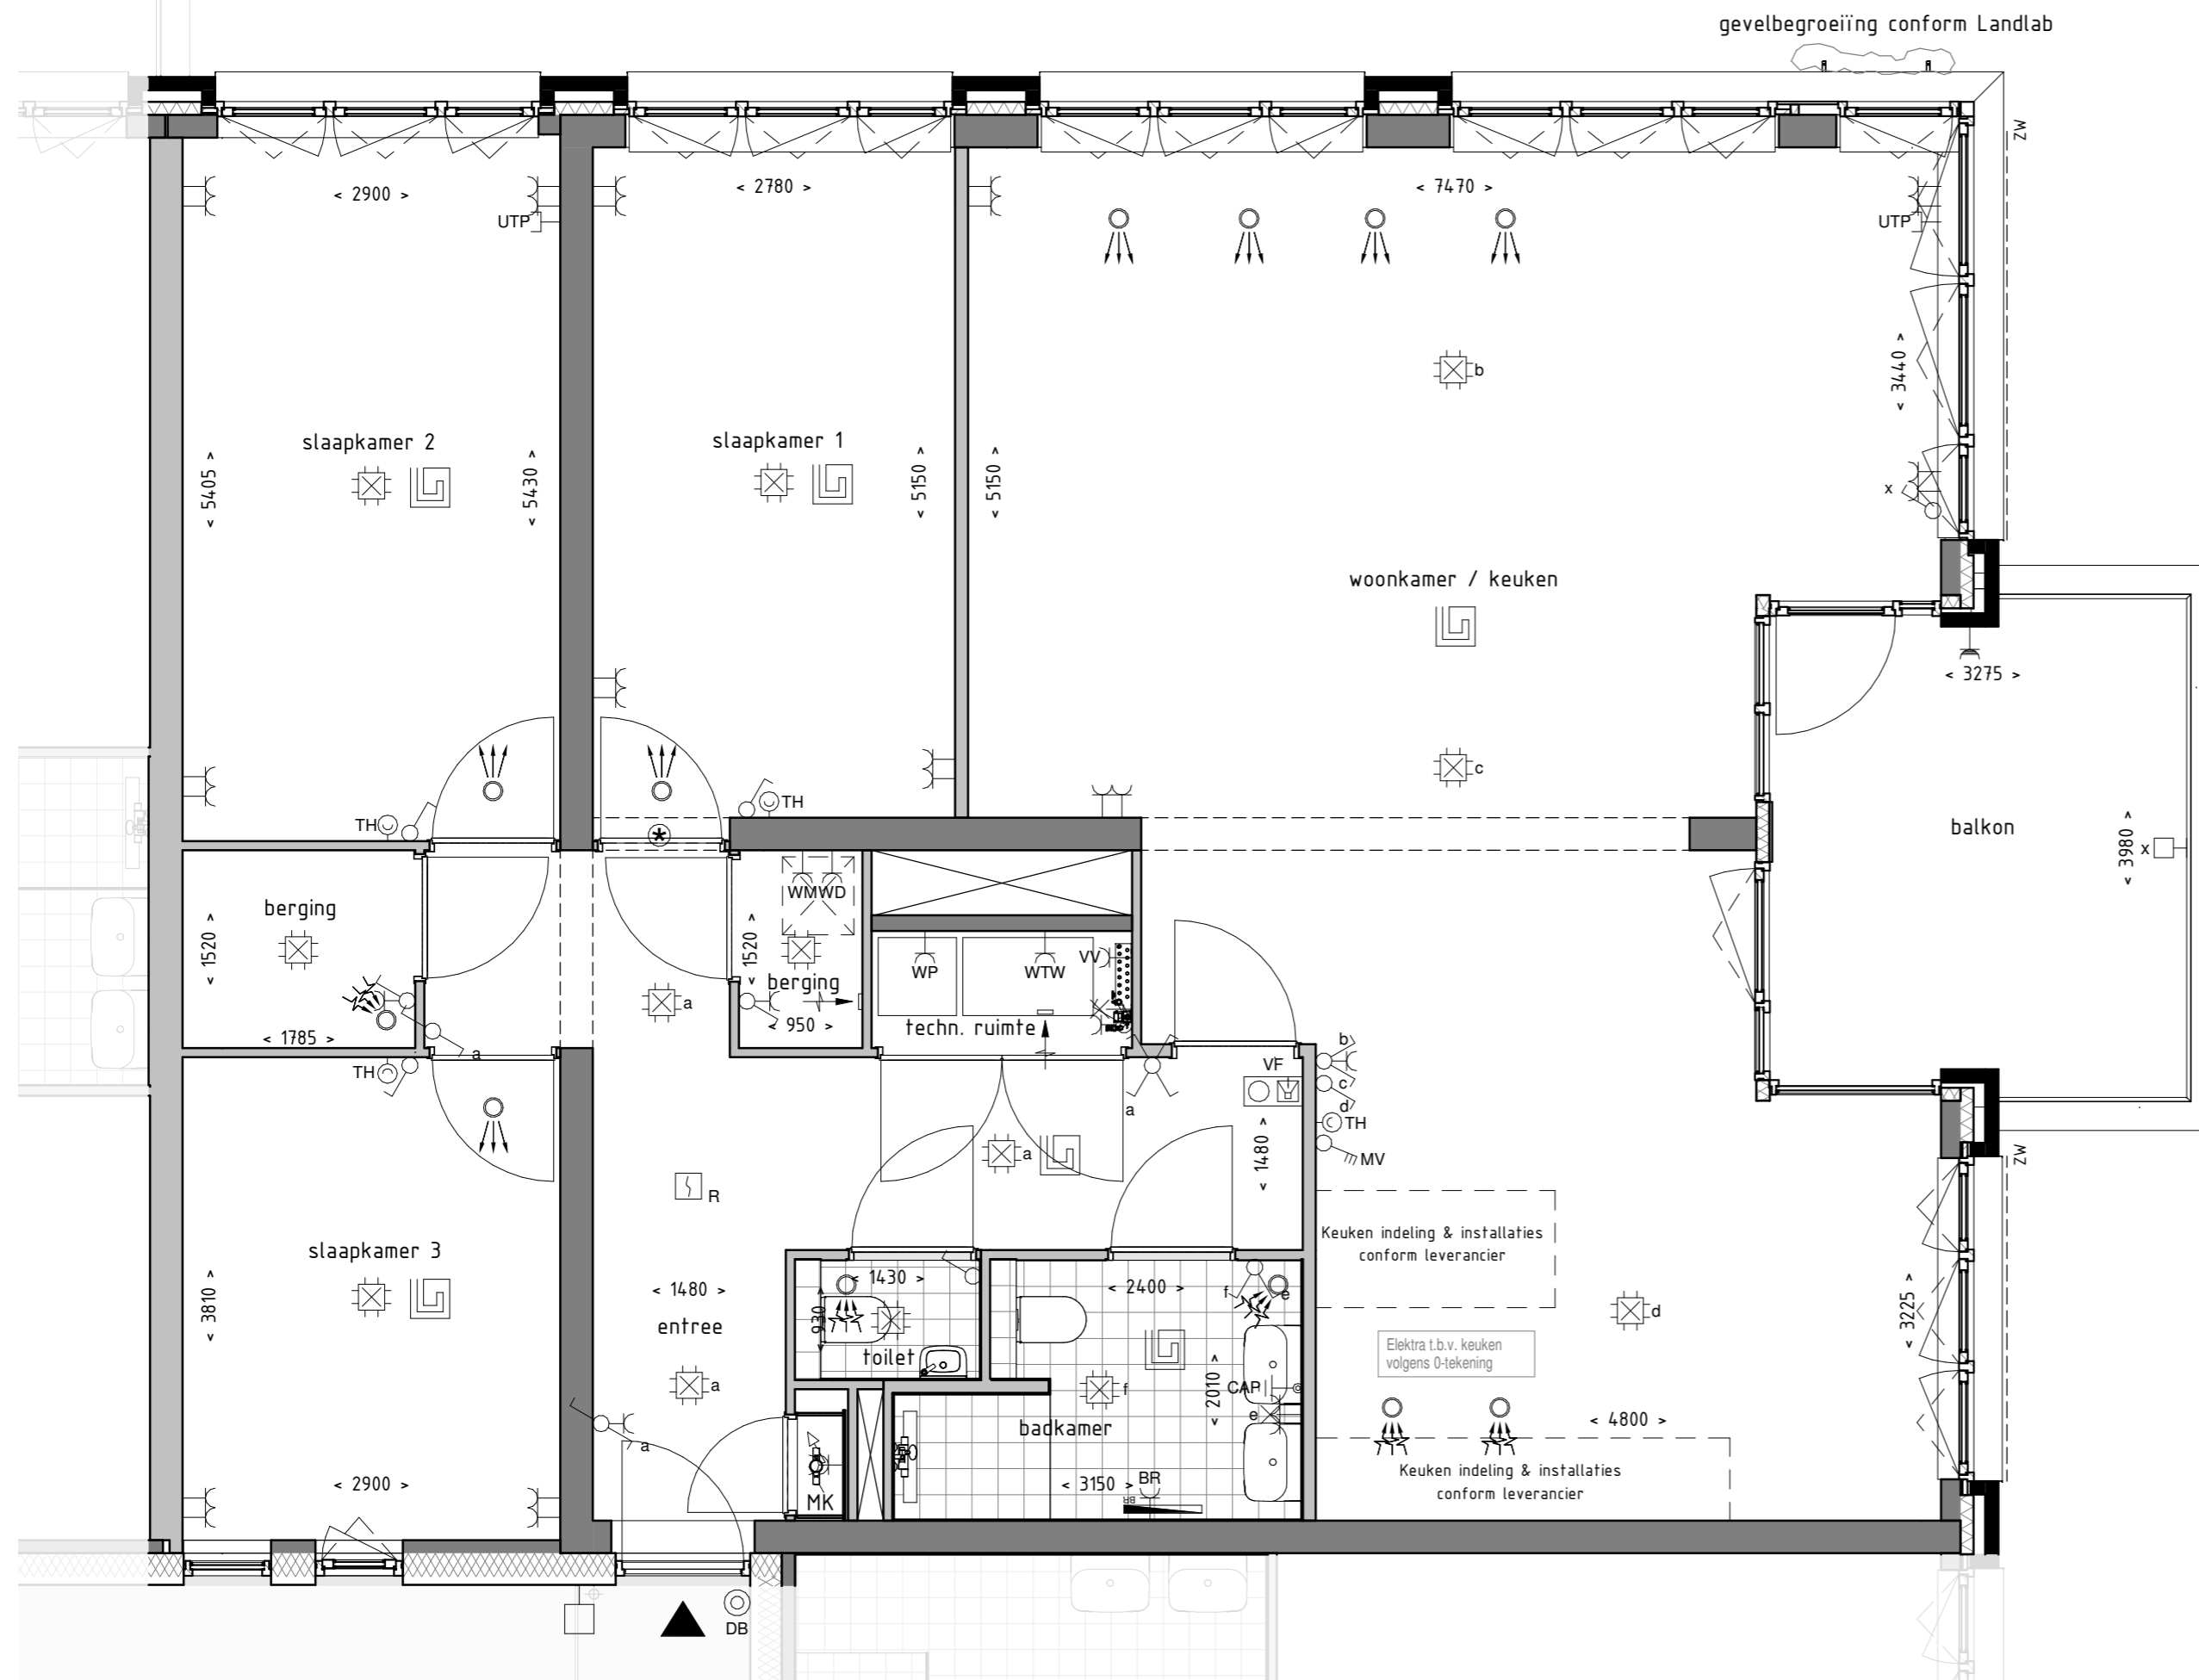 gevelbegroeiïng conform Landlab
ZW
< 2900 >
< 2780 >
< 7470 >
UTP
UTP
b
< 3440 >
slaapkamer 2
slaapkamer 1
< 5405 >
< 5430 >
< 5150 >
< 5150 >
x
woonkamer / keuken
< 3275 >
c
TH
TH
balkon
< 3980 >
x
*
WMWD
berging
< 1520 >
< 1520 >
berging
WP
WTW
VV
a
< 950 >
techn. ruimte
< 1785 >
a
TH
VF
b
c
d
TH
MV
a
a
< 1480 >
ZW
R
Keuken indeling & installaties
conform leverancier
slaapkamer 3
< 3810 >
< 1480 >
entree
< 1430 >
930
toilet
< 2400 >
f
e
d
< 3225 >
Elektra t.b.v. keuken
volgens 0-tekening
a
f
< 2010 >
CAP
e
badkamer
< 4800 >
a
< 2900 >
MK
< 3150 >
BR
BR
Keuken indeling & installaties
conform leverancier
DB